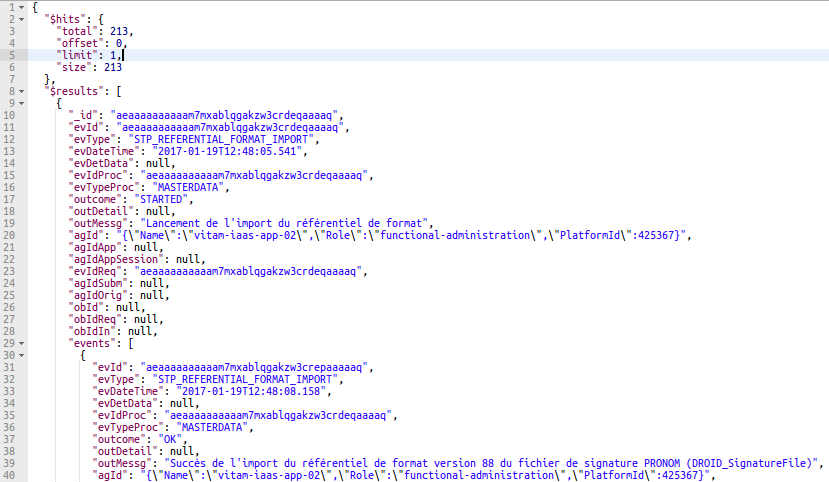 1 {
2 "$hits": {
3 "total": 213,
4 "offset": 0,
5 "limit": 1,
6 "size": 213
7 },
8 "$results": [
9 {
10 "_id": "aeaaaaaaaaaam7mxablqgakzw3crdeqaaaaq",
11 "evId": "aeaaaaaaaaaam7mxablqgakzw3crdeqaaaaq",
12 "evType": "STP_REFERENTIAL_FORMAT_IMPORT",
13 "evDateTime": "2017-01-19T12:48:05.541",
14 "evDetData": null,
15 "evIdProc": "aeaaaaaaaaaam7mxablqgakzw3crdeqaaaaq",
16 "evTypeProc": "MASTERDATA",
17 "outcome": "STARTED",
18 "outDetail": null,
19 "outMessg": "Lancement de l'import du référentiel de format",
20 "agId": "{\"Name\":\"vitam-iaas-app-02\",\"Role\":\"functional-administration\",\"PlatformId\":425367}",
21 "agIdApp": null,
22 "agIdAppSession": null,
23 "evIdReq": "aeaaaaaaaaaam7mxablqgakzw3crdeqaaaaq",
24 "agIdSubm": null,
25 "agIdOrig": null,
26 "obId": null,
27 "obIdReq": null,
28 "obIdIn": null,
29 "events": [
30 {
31 "evId": "aeaaaaaaaaaam7mxablqgakzw3crepaaaaaq",
32 "evType": "STP_REFERENTIAL_FORMAT_IMPORT",
33 "evDateTime": "2017-01-19T12:48:08.158",
34 "evDetData": null,
35 "evIdProc": "aeaaaaaaaaaam7mxablqgakzw3crdeqaaaaq",
36 "evTypeProc": "MASTERDATA",
37 "outcome": "OK",
38 "outDetail": null,
39 "outMessg": "Succès de l'import du référentiel de format version 88 du fichier de signature PRONOM (DROID_SignatureFile)",
40 "agId": "{\"Name\":\"vitam-iaas-app-02\",\"Role\":\"functional-administration\",\"PlatformId\":425367}",